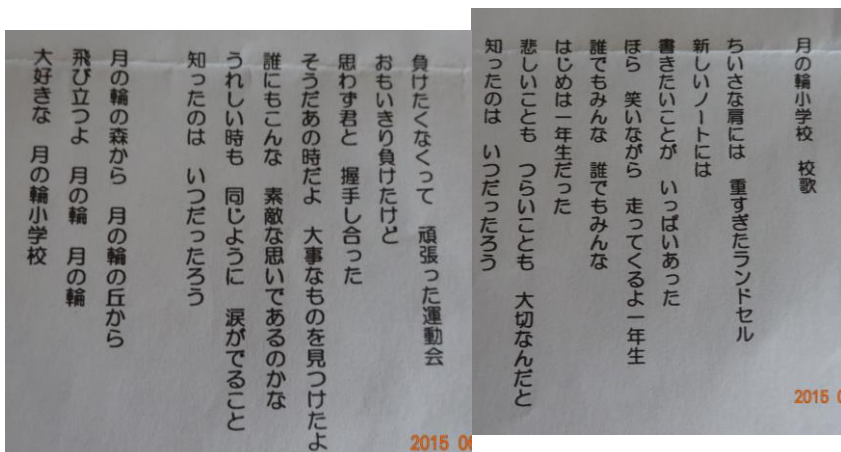 月の輪小学校　校歌
ちいさな肩には　重すぎたランドセル
新しいノートには
書きたいことが　いっぱいあった
ほら　笑いながら　走ってくるよ一年生
誰でもみんな　誰でもみんな
はじめは一年生だった
悲しいことも　つらいことも　大切なんだと
知ったのは　いつだったろう
2015 0
負けたくなくって　頑張った運動会
おもいきり負けたけど
思わず君と　握手し合った
そうだあの時だよ　大事なものを見つけたよ
誰にもこんな　素敵な思いであるのかな
うれしい時も　同じように　涙がでること
知ったのは　いつだったろう
月の輪の森から　月の輪の丘から
飛び立つよ　月の輪　月の輪
大好きな　月の輪小学校
2015 06